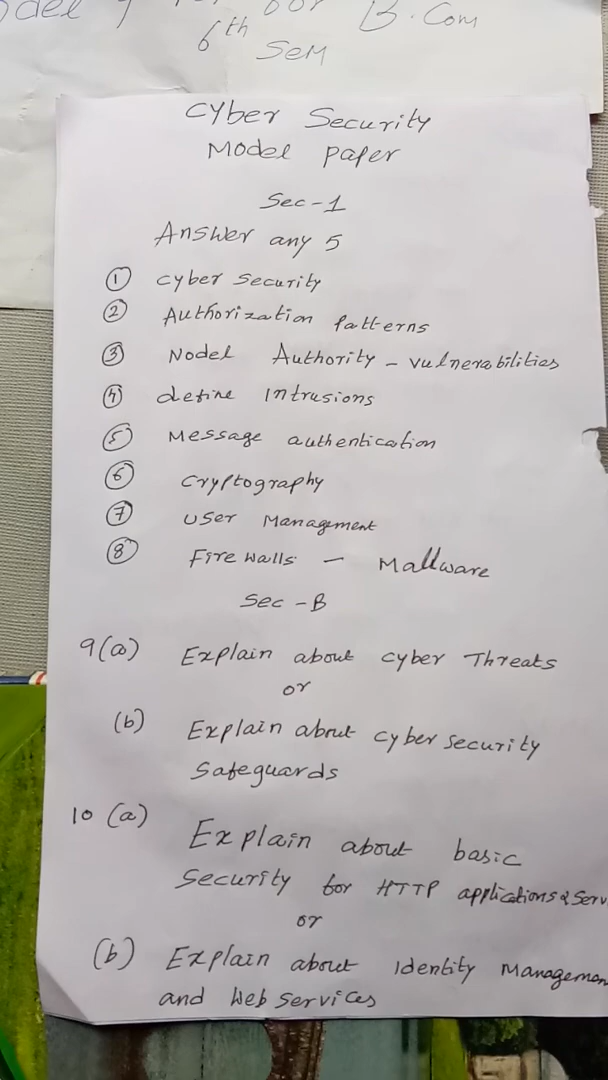 B.Com
6th SeM
Cyber Security
Model Paper
Sec-1
Answer any 5
① Cyber Security
② Authorization Patterns
③ Nodel Authority - vulnerabilities
④ define Intrusions
⑤ Message authentication
⑥ Cryptography
⑦ User Management
⑧ Fire walls - Mallware
Sec-B
9(a) Explain about cyber Threats
or
(b) Explain about cyber security
Safeguards
10 (a) Explain about basic
Security for HTTP applications & Serv
or
(b) Explain about Identity Managemen
and Web Services